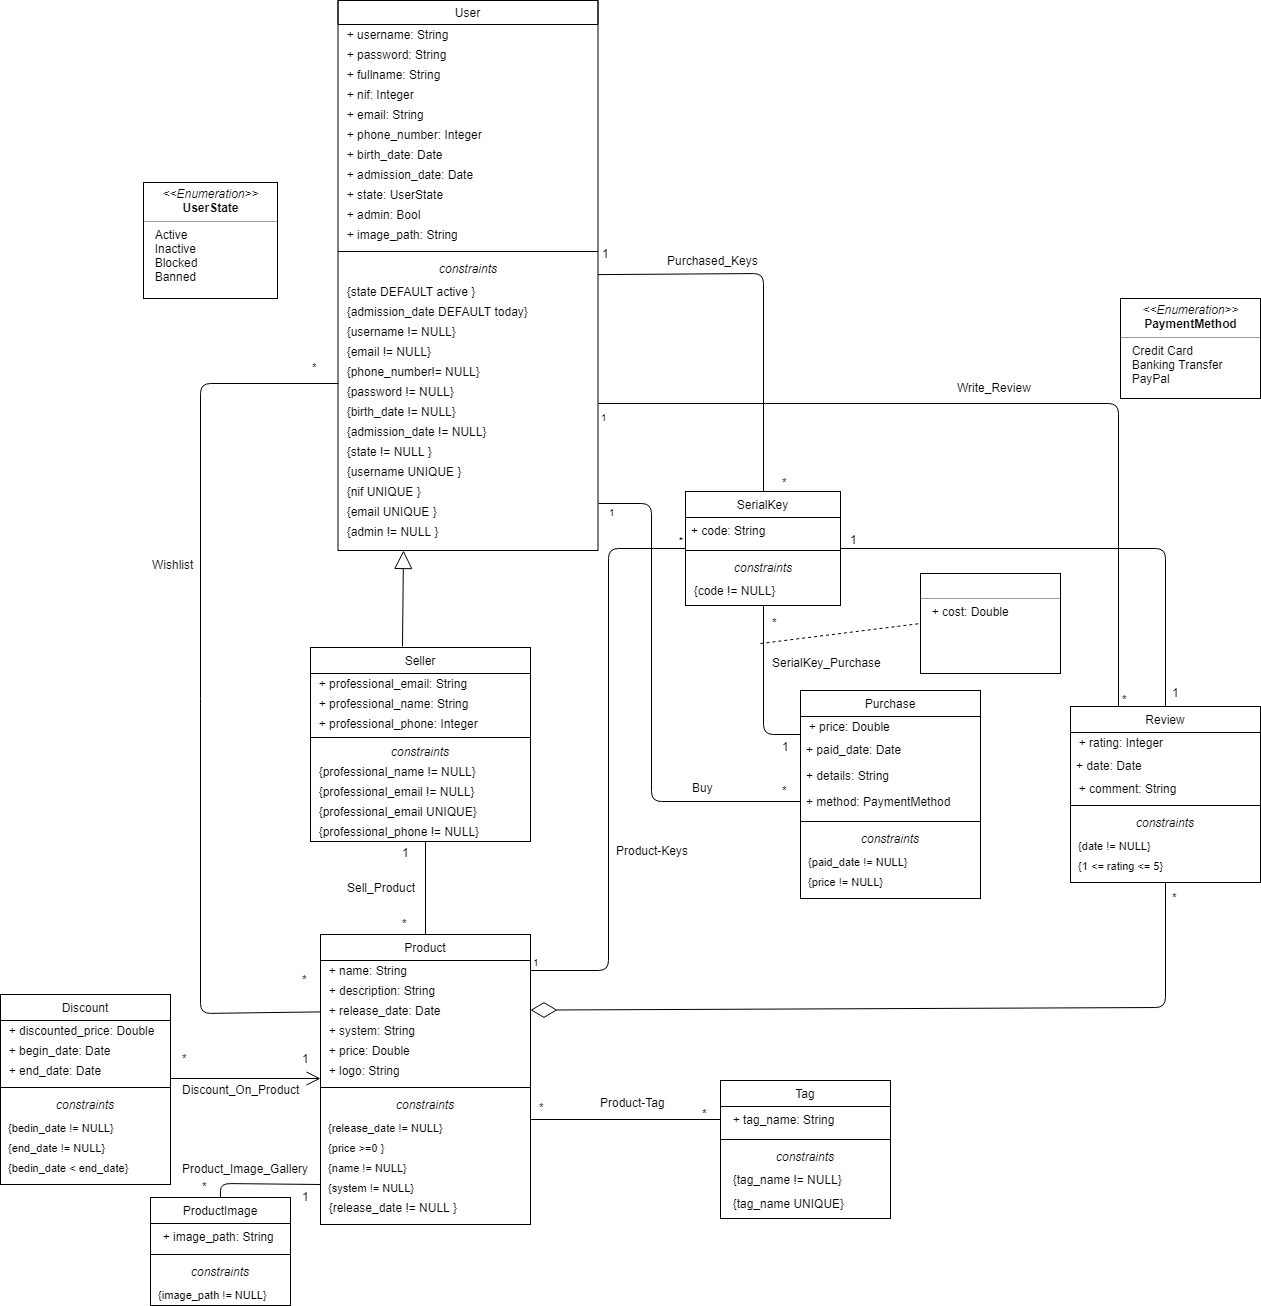 User
+ username: String
+ password: String
+ fullname: String
+ nif: Integer
+ email: String
+ phone_number: Integer
+ birth_date: Date
+ admission_date: Date
+ state: UserState
+ admin: Bool
+ image_path: String
constraints
{state DEFAULT active }
{admission_date DEFAULT today}
{username != NULL}
{email != NULL}
{phone_number!= NULL}
{password != NULL}
{birth_date != NULL}
{admission_date != NULL}
{state != NULL }
{username UNIQUE }
{nif UNIQUE }
{email UNIQUE }
{admin != NULL }
<<Enumeration>>
UserState
Active
Inactive
Blocked
Banned
1
Purchased_Keys
*
<<Enumeration>>
PaymentMethod
Credit Card
Banking Transfer
PayPal
*
Wishlist
*
1
Write_Review
*
1
Buy
*
SerialKey
+ code: String
constraints
{code != NULL}
1
1
*
Product-Keys
1
*
SerialKey_Purchase
1
+ cost: Double
Seller
+ professional_email: String
+ professional_name: String
+ professional_phone: Integer
constraints
{professional_name != NULL}
{professional_email != NULL}
{professional_email UNIQUE}
{professional_phone != NULL}
1
Sell_Product
*
Purchase
+ price: Double
+ paid_date: Date
+ details: String
+ method: PaymentMethod
constraints
{paid_date != NULL}
{price != NULL}
Review
+ rating: Integer
+ date: Date
+ comment: String
constraints
{date != NULL}
{1 <= rating <= 5}
*
Product
+ name: String
+ description: String
+ release_date: Date
+ system: String
+ price: Double
+ logo: String
constraints
{release_date != NULL}
{price >=0 }
{name != NULL}
{system != NULL}
{release_date != NULL }
Discount
+ discounted_price: Double
+ begin_date: Date
+ end_date: Date
constraints
{bedin_date != NULL}
{end_date != NULL}
{bedin_date < end_date}
*
1
Discount_On_Product
*
Product-Tag
*
Tag
+ tag_name: String
constraints
{tag_name != NULL}
{tag_name UNIQUE}
Product_Image_Gallery
*
1
ProductImage
+ image_path: String
constraints
{image_path != NULL}